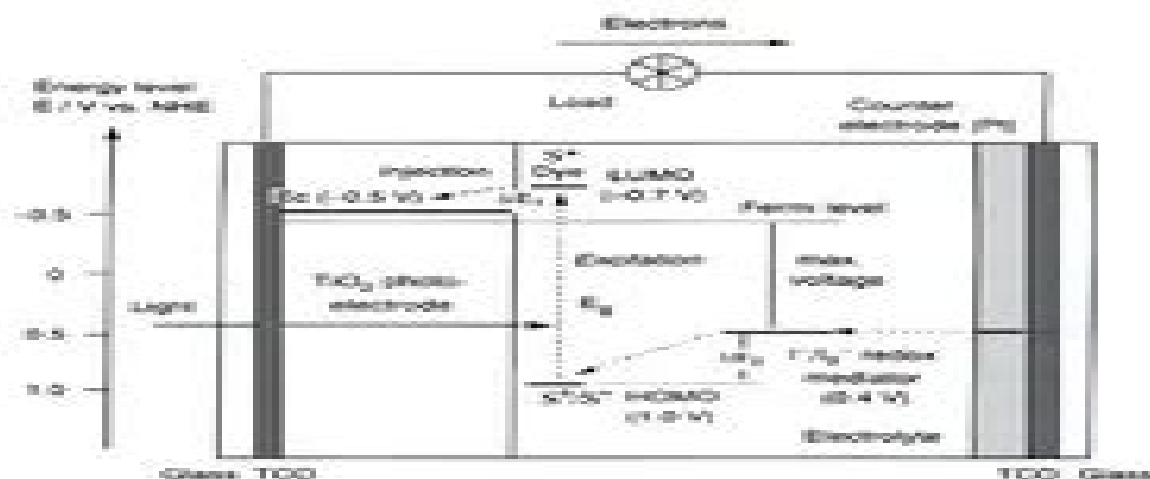 Electrons
Energy level
E / V vs. NHE
Load
Counter
electrode (Pt)
Injection
S*
Dye
LUMO
(-0.7 V)
Ec (-0.5 V)
Fermi level
-0.5
0
0.5
1.0
Excitation
max.
voltage
TiO2 photo-
electrode
Light
redox
mediator
(0.4 V)
HOMO
(1.0 V)
Electrolyte
Glass TCO
TCO Glass